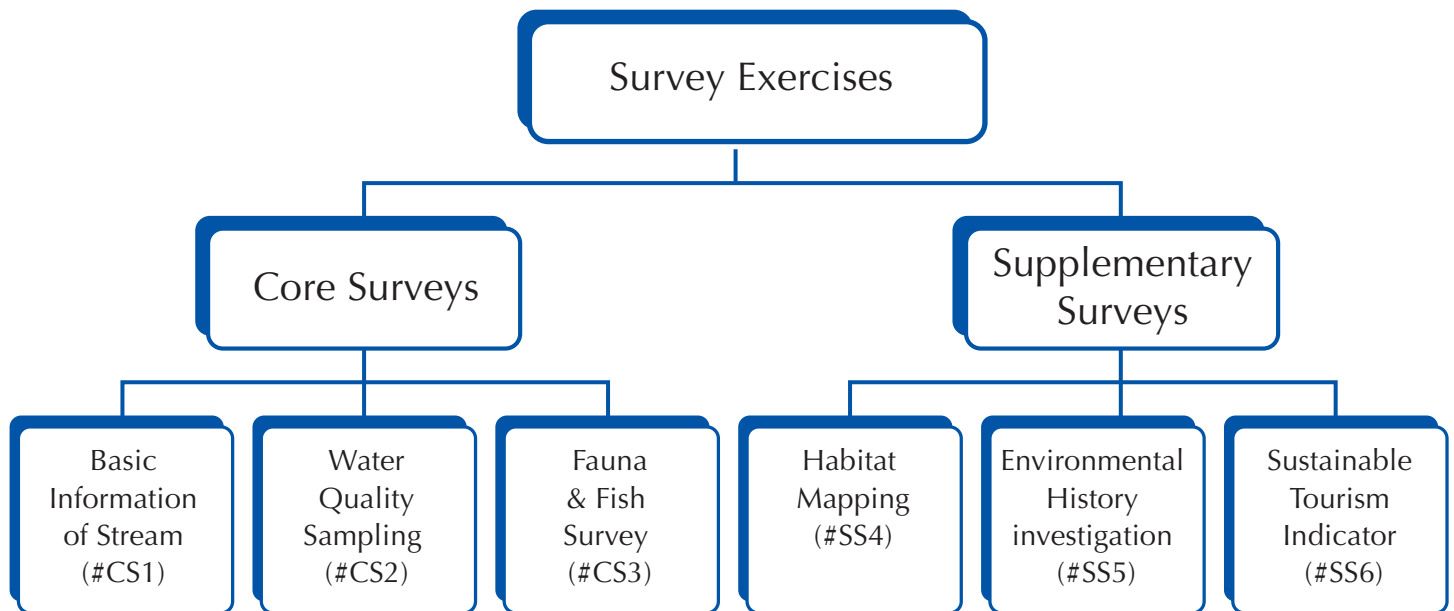 Survey Exercises
Core Surveys
Supplementary
Surveys
Basic
Information
of Stream
(#CS1)
Water
Quality
Sampling
(#CS2)
Fauna
& Fish
Survey
(#CS3)
Habitat
Mapping
(#SS4)
Environmental
History
investigation
(#SS5)
Sustainable
Tourism
Indicator
(#SS6)